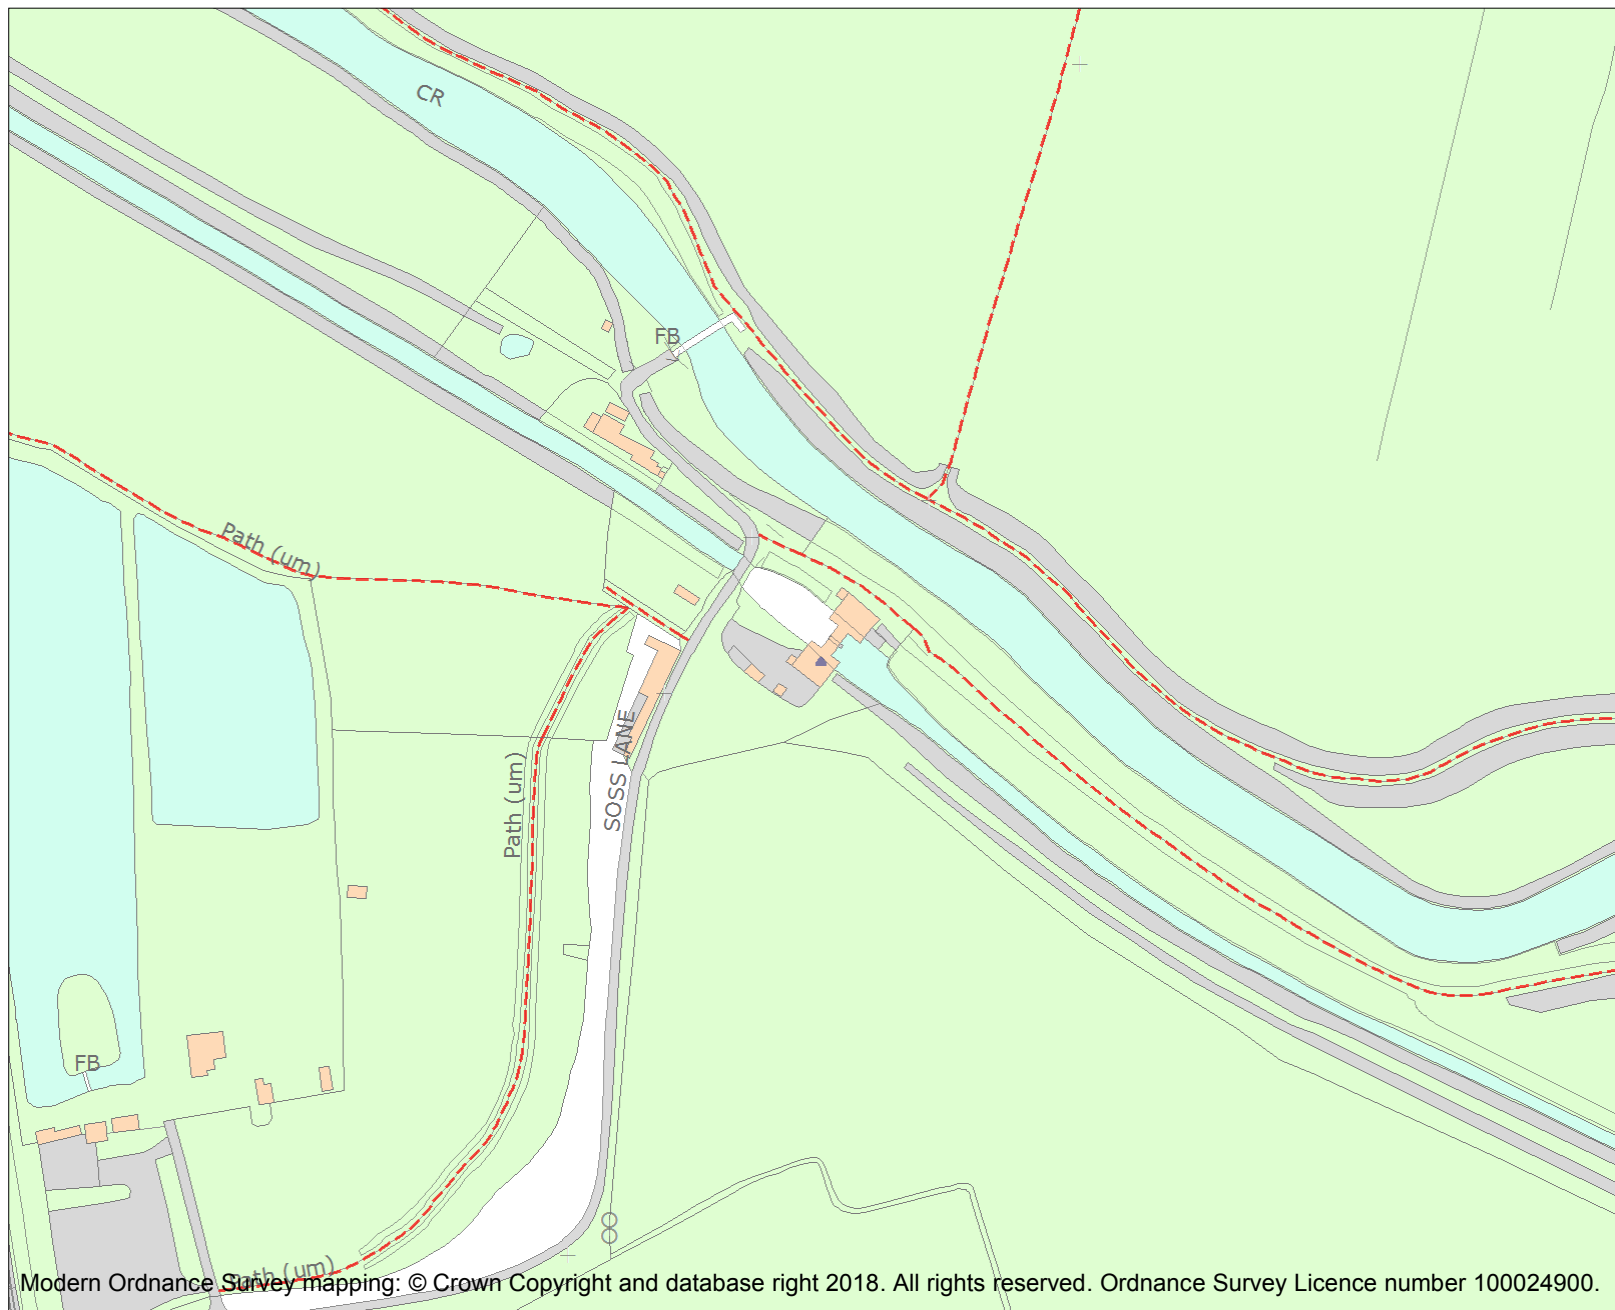 CR
FB
Path (um)
SOSS LANE
Path (um)
FB
Path (um)
Modern Ordnance Survey mapping: © Crown Copyright and database right 2018. All rights reserved. Ordnance Survey Licence number 100024900.